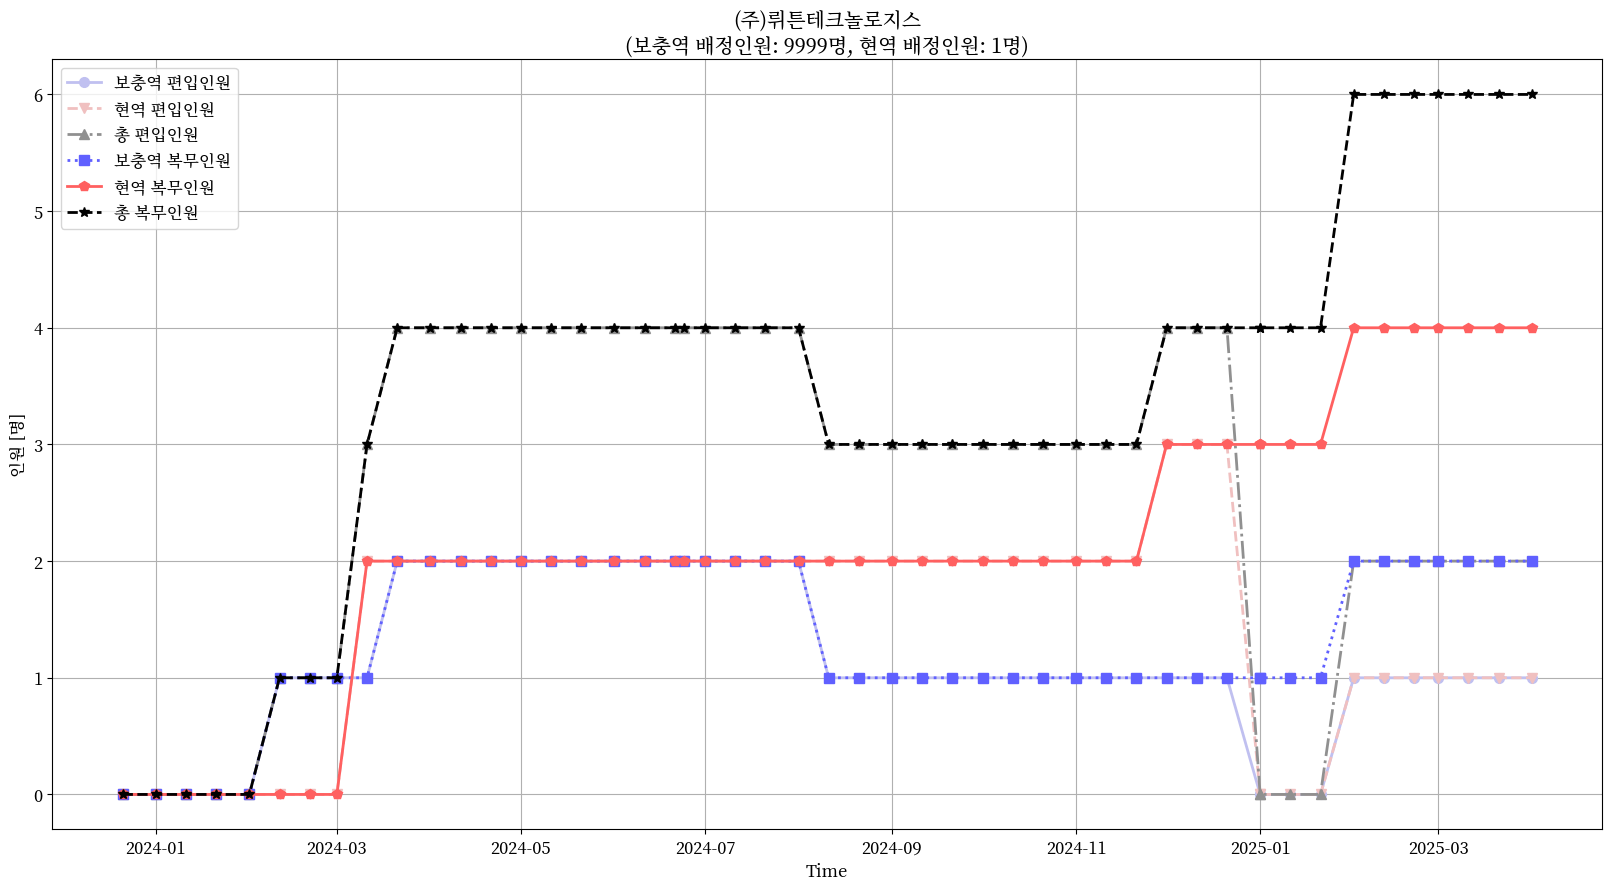 (주)뤼튼테크놀로지스
(보충역 배정인원: 9999명, 현역 배정인원: 1명)
보충역 편입인원
현역 편입인원
총 편입인원
보충역 복무인원
현역 복무인원
총 복무인원
6
5
4
3
2
1
0
인원 [명]
2024-01 2024-03 2024-05 2024-07 2024-09 2024-11 2025-01 2025-03
Time